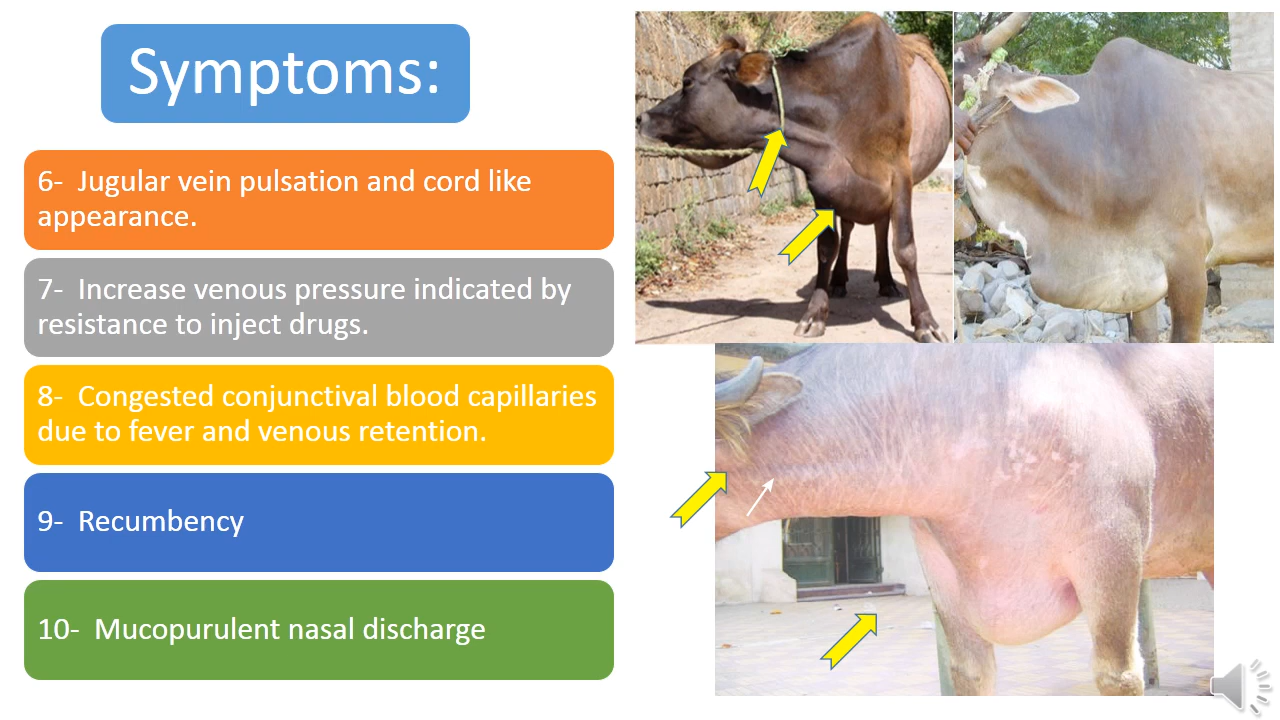 Symptoms:
6- Jugular vein pulsation and cord like
appearance.
7- Increase venous pressure indicated by
resistance to inject drugs.
8- Congested conjunctival blood capillaries
due to fever and venous retention.
9- Recumbency
10- Mucopurulent nasal discharge